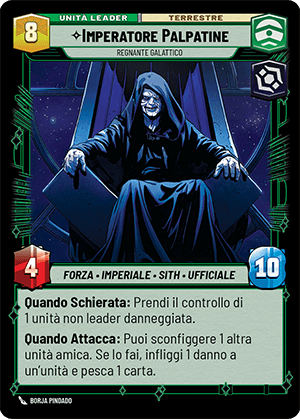 8
UNITÀ LEADER
TERRESTRE
IMPERATORE PALPATINE
REGNANTE GALATTICO
4
10
FORZA • IMPERIALE • SITH • UFFICIALE
Quando Schierata: Prendi il controllo di
1 unità non leader danneggiata.
Quando Attacca: Puoi sconfiggere 1 altra
unità amica. Se lo fai, infliggi 1 danno a
un'unità e pesca 1 carta.
BORJA PINDADO